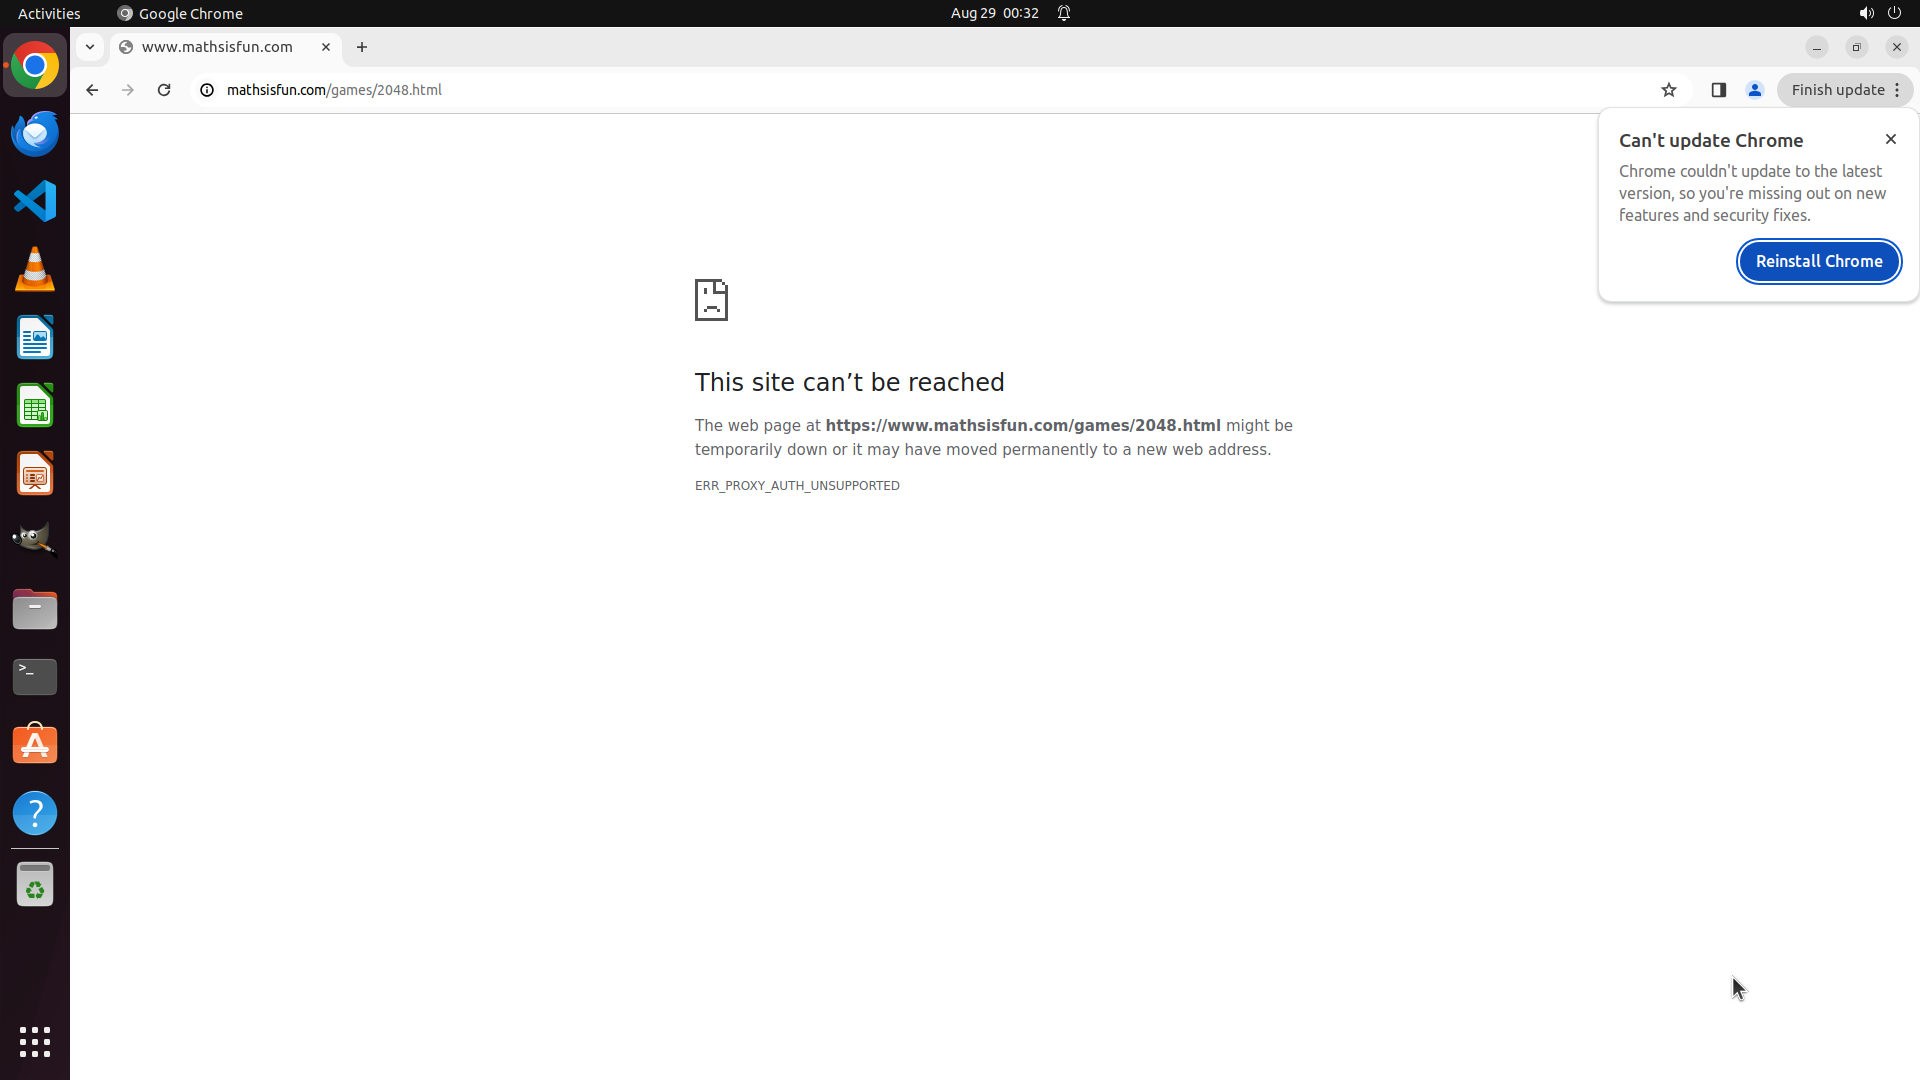 Activities
Google Chrome
Aug 29 00:32
www.mathsisfun.com
mathsisfun.com/games/2048.html
Finish update
Can't update Chrome
Chrome couldn't update to the latest
version, so you're missing out on new
features and security fixes.
Reinstall Chrome
This site can’t be reached
The web page at https://www.mathsisfun.com/games/2048.html might be
temporarily down or it may have moved permanently to a new web address.
ERR_PROXY_AUTH_UNSUPPORTED